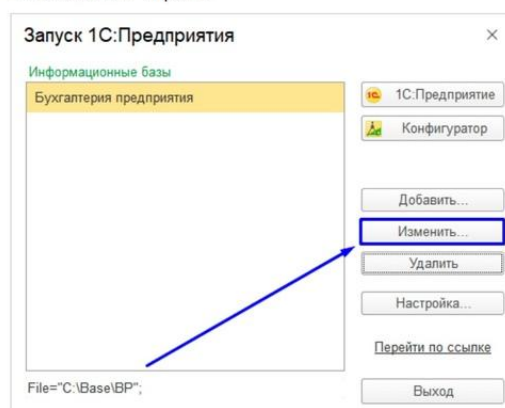 Запуск 1С:Предприятия
Информационные базы
Бухгалтерия предприятия
1С:Предприятие
Конфигуратор
Добавить...
Изменить...
Удалить
Настройка...
Перейти по ссылке
File="C:\Base\BP";
Выход